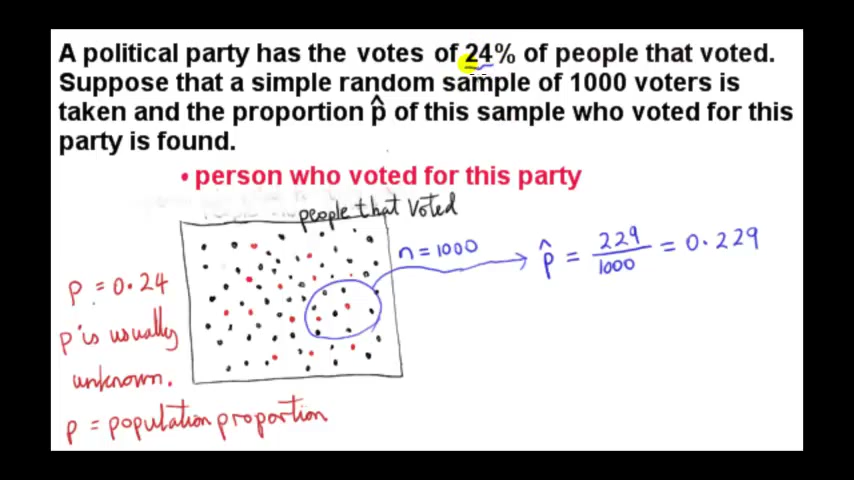 A political party has the votes of 24% of people that voted.
Suppose that a simple random sample of 1000 voters is
taken and the proportion p̂ of this sample who voted for this
party is found.
• person who voted for this party
people that voted
n = 1000
p̂ = 229/1000 = 0.229
p = 0.24
p is usually
unknown.
p = population proportion